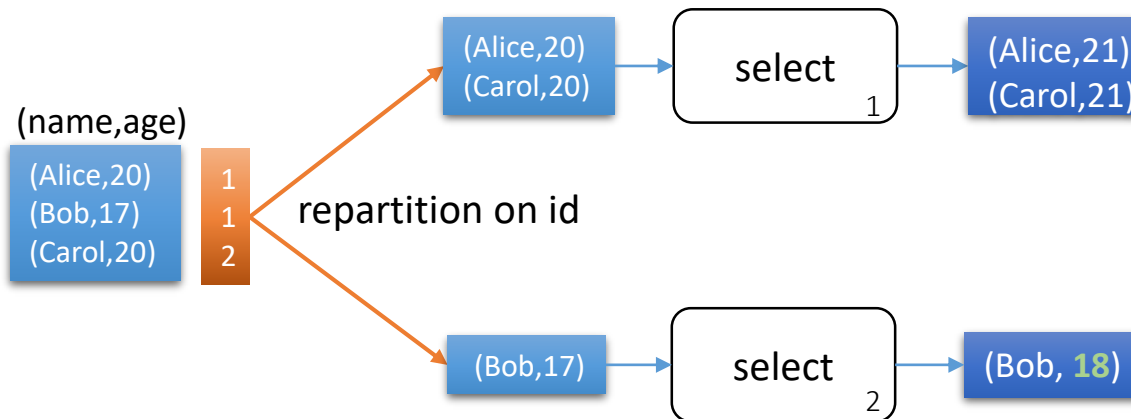 (name,age)
(Alice,20)
(Bob,17)
(Carol,20)
1
1
2
repartition on id
(Alice,20)
(Carol,20)
select
1
(Alice,21)
(Carol,21)
(Bob,17)
select
2
(Bob, 18)